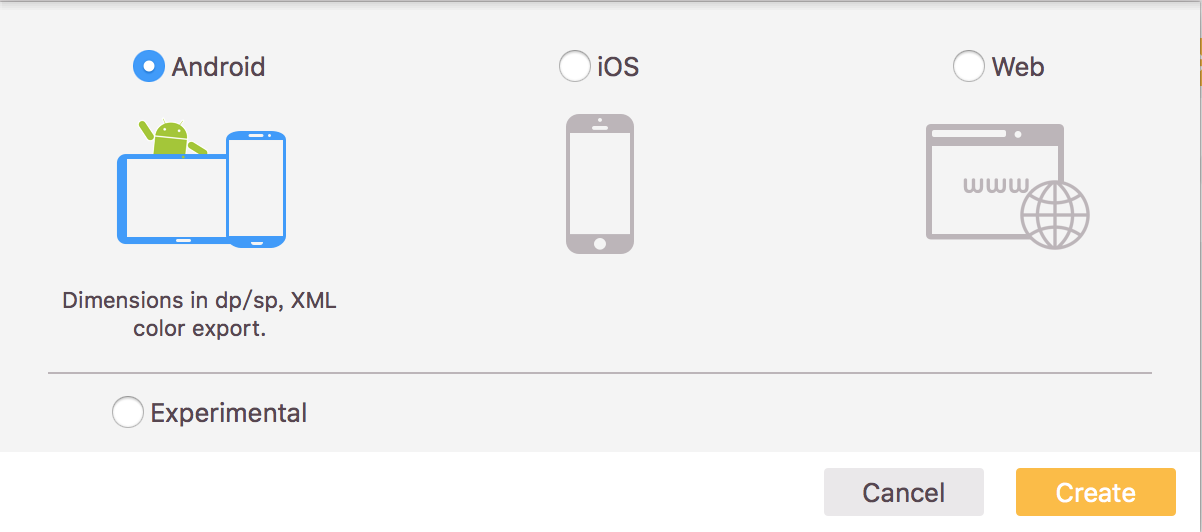 Android
iOS
Web
www
Dimensions in dp/sp, XML
color export.
Experimental
Cancel
Create